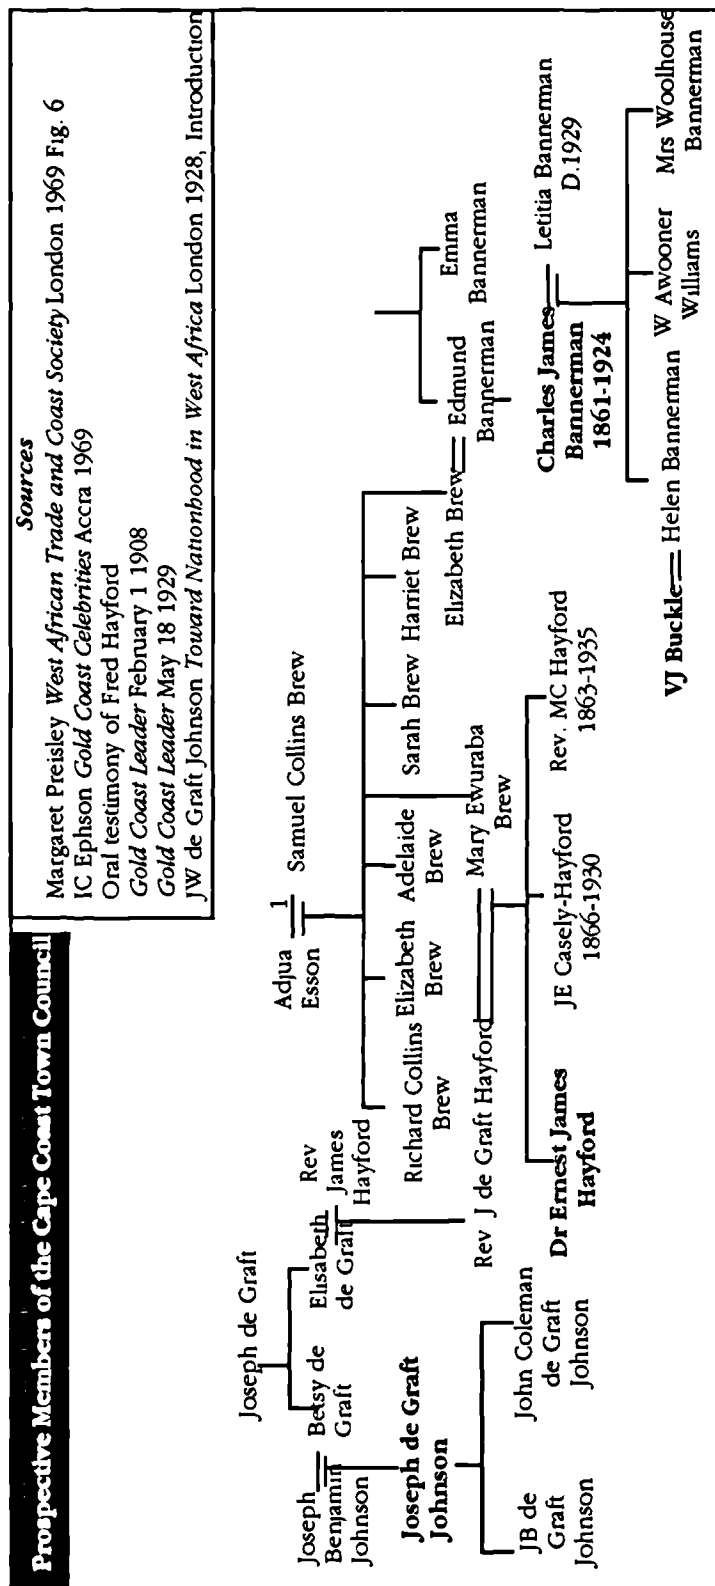 Prospective Members of the Cape Coast Town Council
Sources
Margaret Preisley West African Trade and Coast Society London 1969 Fig. 6
IC Ephson Gold Coast Celebrities Accra 1969
Oral testimony of Fred Hayford
Gold Coast Leader February 1 1908
Gold Coast Leader May 18 1929
JW de Graft Johnson Toward Nationhood in West Africa London 1928, Introduction
Joseph de Graft
Joseph
Benjamin
Johnson
Betsy de
Graft
Elisabeth
de Graft
Rev
James
Hayford
Adjua
Esson
1
Samuel Collins Brew
Richard Collins
Brew
Elizabeth
Brew
Adelaide
Brew
Sarah Brew
Harriet Brew
Elizabeth Brew
Edmund
Bannerman
Emma
Bannerman
Joseph de Graft
Johnson
Rev J de Graft Hayford
Mary Ewuraba
Brew
Charles James
Bannerman
1861-1924
Letitia Bannerman
D.1929
JB de
Graft
Johnson
John Coleman
de Graft
Johnson
Dr Ernest James
Hayford
JE Casely-Hayford
1866-1930
Rev. MC Hayford
1863-1935
VJ Buckle
Helen Bannerman
W Awooner
Williams
Mrs Woolhouse
Bannerman